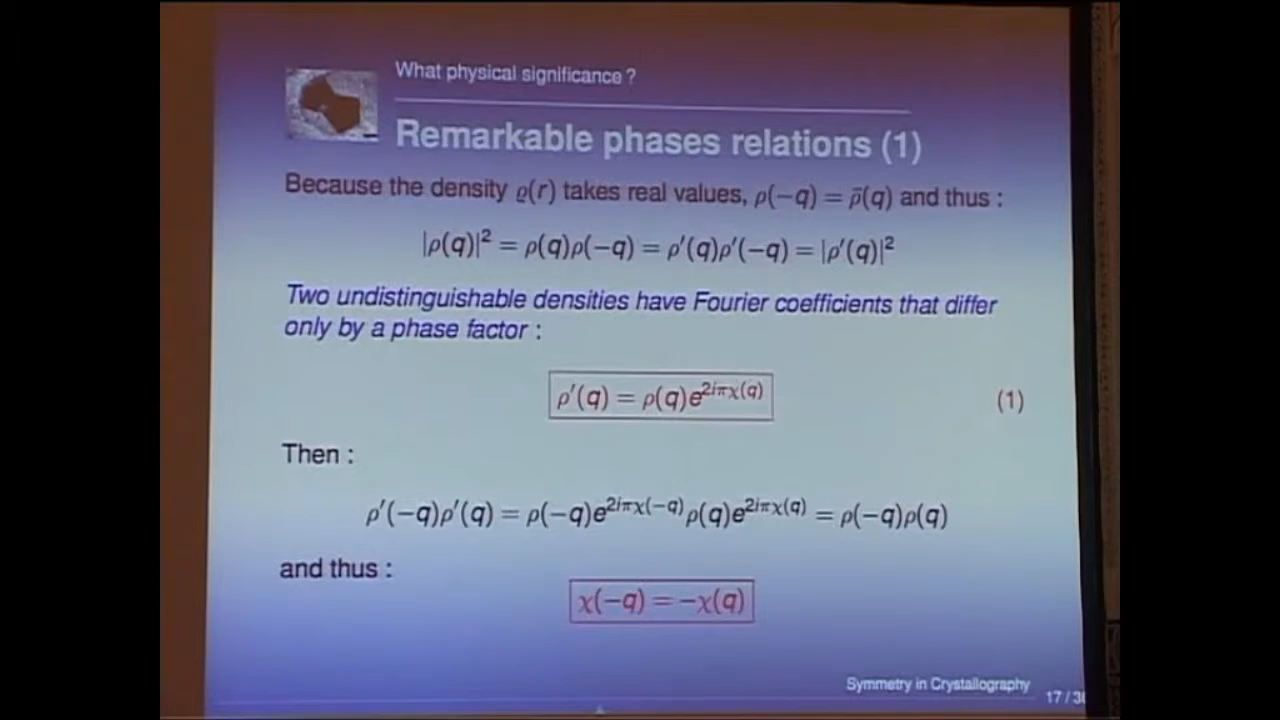 What physical significance ?
Remarkable phases relations (1)
Because the density ϱ(r) takes real values, ρ(−q) = ρ̄(q) and thus :
|ρ(q)|² = ρ(q)ρ(−q) = ρ′(q)ρ′(−q) = |ρ′(q)|²
Two undistinguishable densities have Fourier coefficients that differ
only by a phase factor :
ρ′(q) = ρ(q)e^{2iπχ(q)} (1)
Then :
ρ′(−q)ρ′(q) = ρ(−q)e^{2iπχ(−q)}ρ(q)e^{2iπχ(q)} = ρ(−q)ρ(q)
and thus :
χ(−q) = −χ(q)
Symmetry in Crystallography
17 /